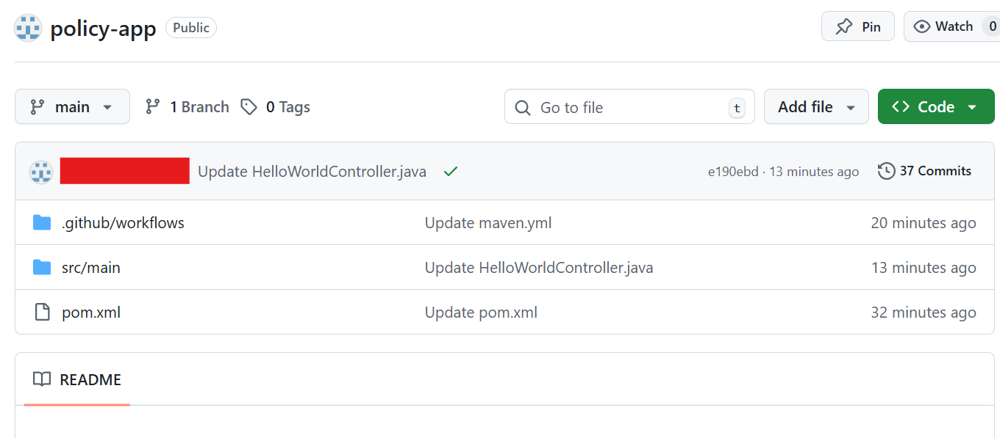 policy-app Public Pin Watch 0
main 1 Branch 0 Tags Go to file t Add file Code
Update HelloWorldController.java e190ebd · 13 minutes ago 37 Commits
.github/workflows Update maven.yml 20 minutes ago
src/main Update HelloWorldController.java 13 minutes ago
pom.xml Update pom.xml 32 minutes ago
README